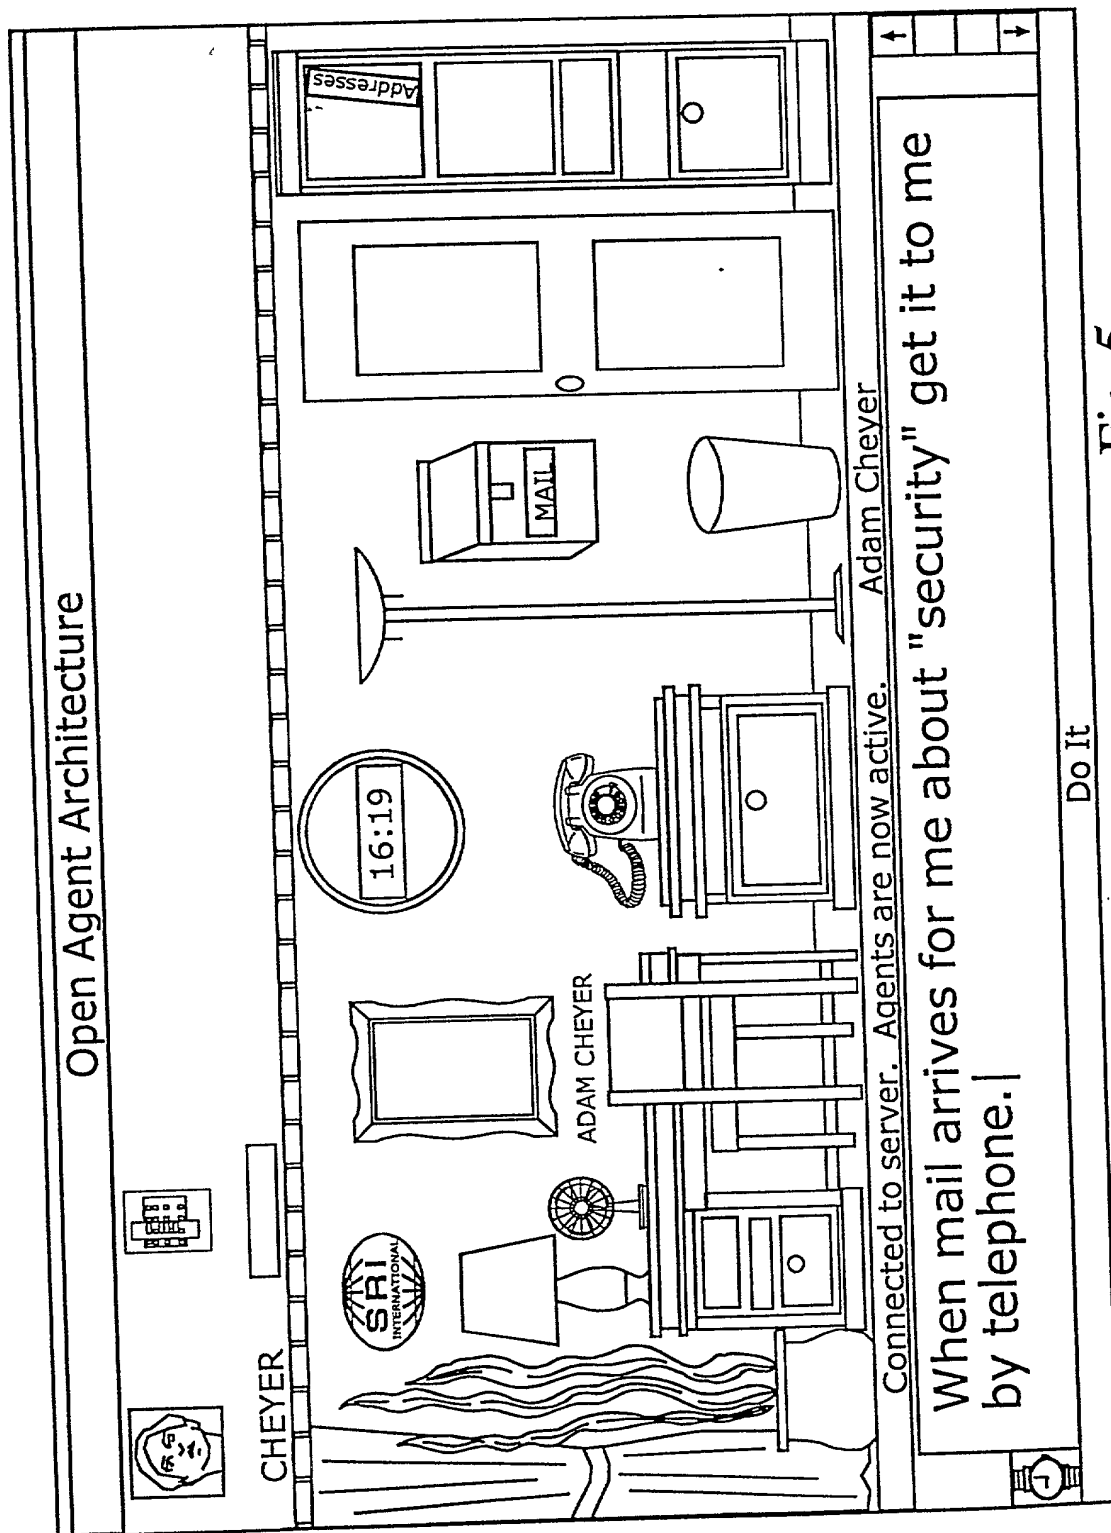 Open Agent Architecture
CHEYER
SRI
INTERNATIONAL
ADAM CHEYER
16:19
MAIL
Addresses
Connected to server. Agents are now active. Adam Cheyer
When mail arrives for me about "security" get it to me
by telephone.
Do It